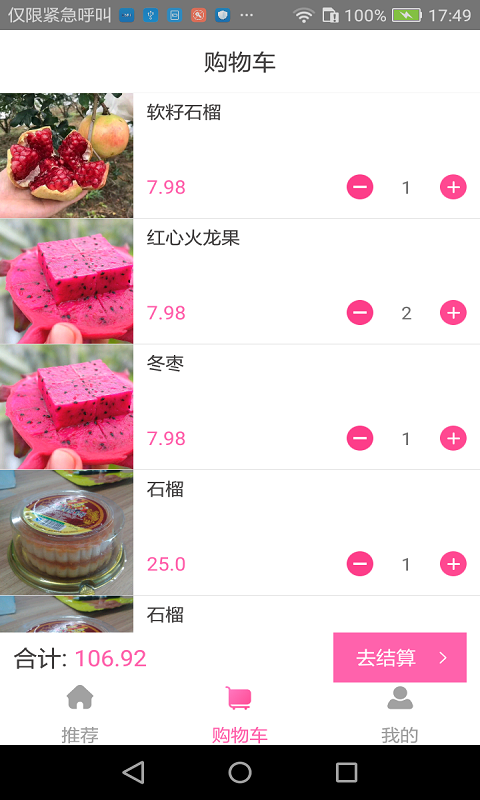 仅限紧急呼叫 100% 17:49
购物车
软籽石榴
7.98 1
红心火龙果
7.98 2
冬枣
7.98 1
石榴
25.0 1
石榴
合计: 106.92 去结算
推荐 购物车 我的